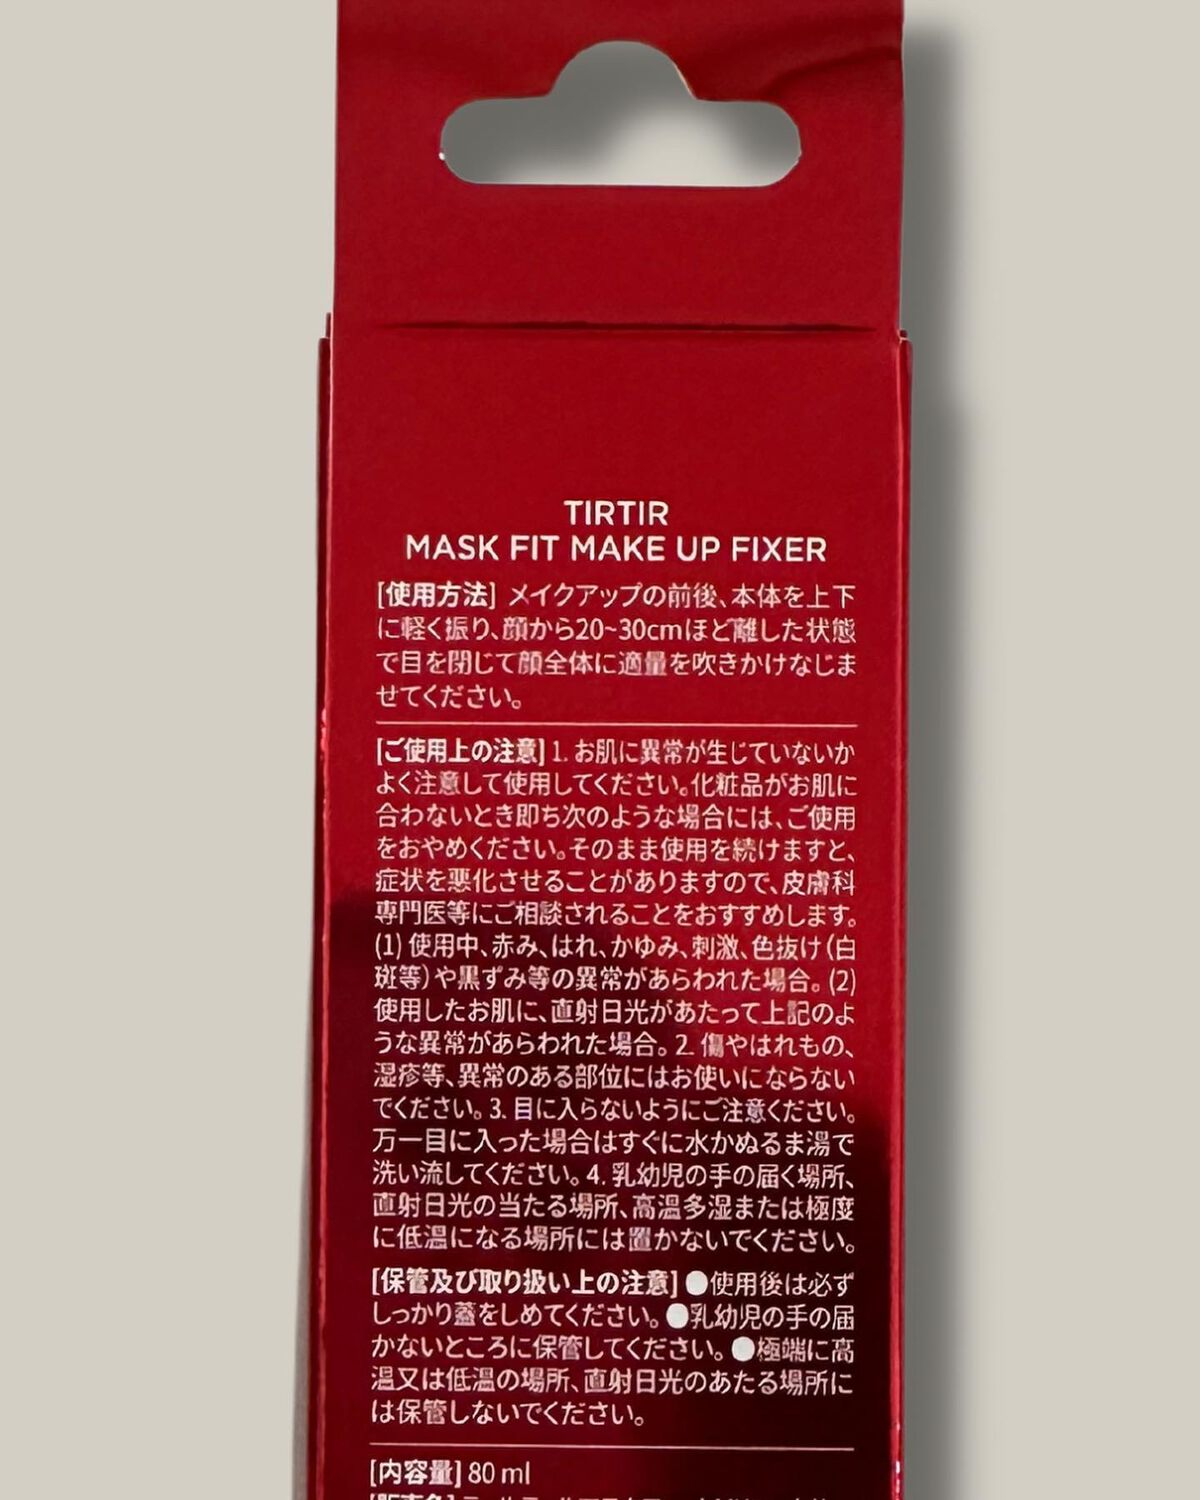 TIRTIR
MASK FIT MAKE UP FIXER
[使用方法] メイクアップの前後、本体を上下
に軽く振り、顔から20~30cmほど離した状態
で目を閉じて顔全体に適量を吹きかけなじま
せてください。
[ご使用上の注意] 1. お肌に異常が生じていないか
よく注意して使用してください。化粧品がお肌に
合わないとき即ち次のような場合には、ご使用
をおやめください。そのまま使用を続けますと、
症状を悪化させることがありますので、皮膚科
専門医等にご相談されることをおすすめします。
(1) 使用中、赤み、はれ、かゆみ、刺激、色抜け（白
斑等）や黒ずみ等の異常があらわれた場合。(2)
使用したお肌に、直射日光があたって上記のよ
うな異常があらわれた場合。2. 傷やはれもの、
湿疹等、異常のある部位にはお使いにならない
でください。3. 目に入らないようにご注意ください。
万一目に入った場合はすぐに水かぬるま湯で
洗い流してください。4. 乳幼児の手の届く場所、
直射日光の当たる場所、高温多湿または極度
に低温になる場所には置かないでください。
[保管及び取り扱い上の注意] ●使用後は必ず
しっかり蓋をしめてください。●乳幼児の手の届
かないところに保管してください。●極端に高
温又は低温の場所、直射日光のあたる場所に
は保管しないでください。
[内容量] 80 ml